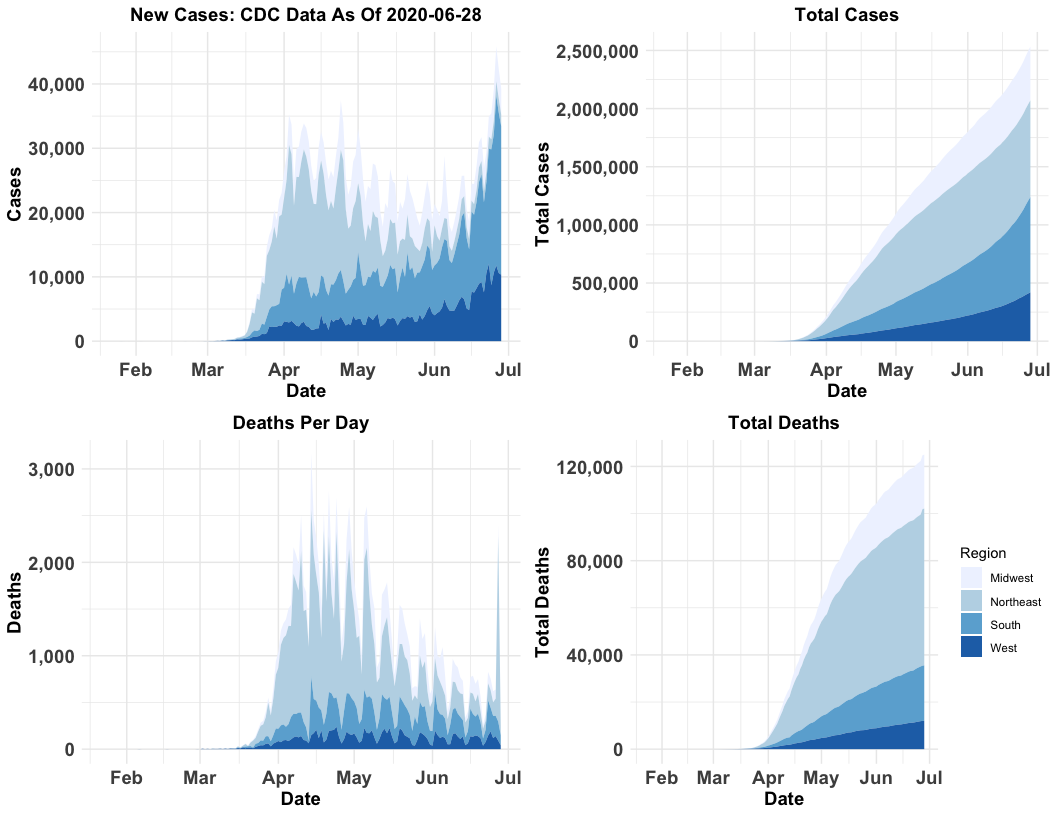 New Cases: CDC Data As Of 2020-06-28
Cases
40,000
30,000
20,000
10,000
0
Feb Mar Apr May Jun Jul
Date
Total Cases
Total Cases
2,500,000
2,000,000
1,500,000
1,000,000
500,000
0
Feb Mar Apr May Jun Jul
Date
Deaths Per Day
Deaths
3,000
2,000
1,000
0
Feb Mar Apr May Jun Jul
Date
Total Deaths
Total Deaths
120,000
80,000
40,000
0
Feb Mar Apr May Jun Jul
Date
Region
Midwest
Northeast
South
West